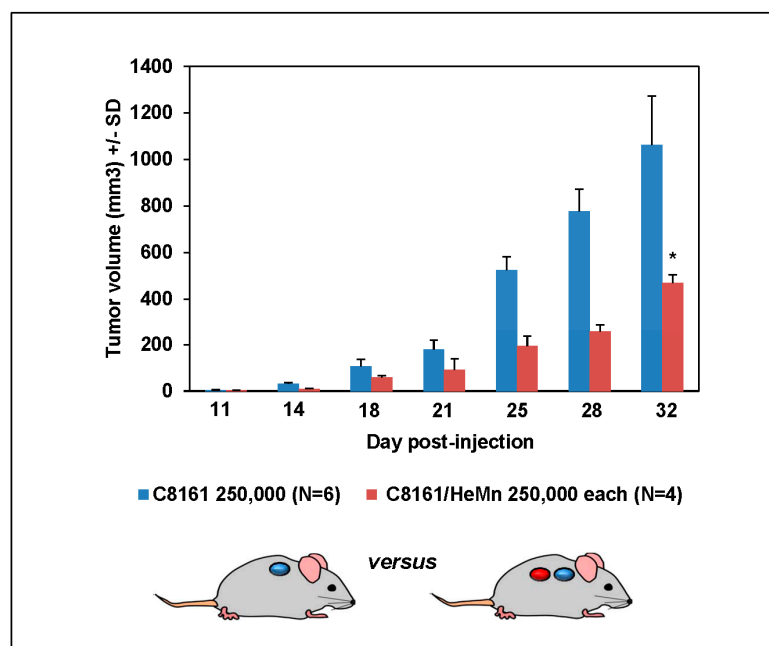 Tumor volume (mm3) +/- SD
1400
1200
1000
800
600
400
200
0
*
11 14 18 21 25 28 32
Day post-injection
C8161 250,000 (N=6) C8161/HeMn 250,000 each (N=4)
versus